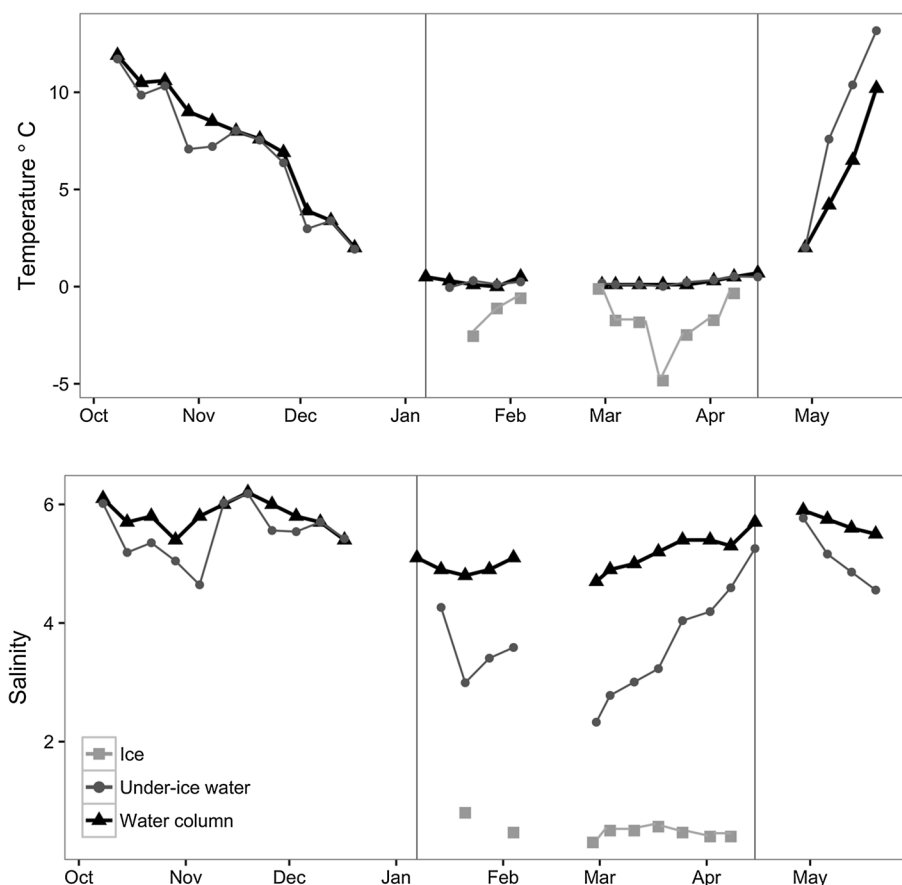 Temperature ° C
10
5
0
-5
Oct Nov Dec Jan Feb Mar Apr May
Salinity
6
4
2
Ice
Under-ice water
Water column
Oct Nov Dec Jan Feb Mar Apr May